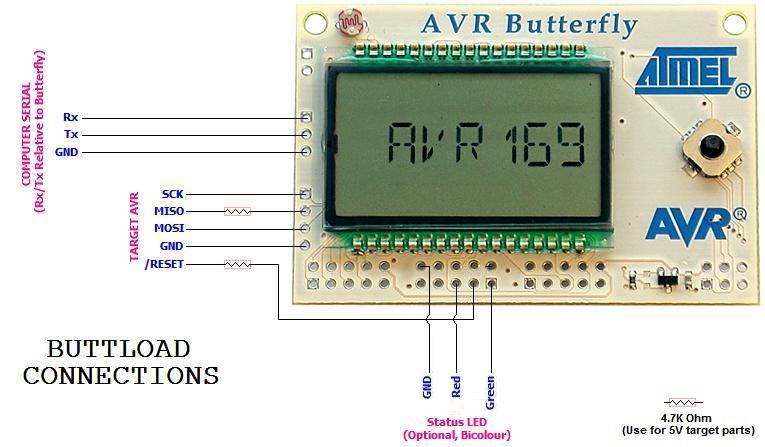 AVR Butterfly
ATMEL®
COMPUTER SERIAL
(Rx/Tx Relative to Butterfly)
Rx
Tx
GND
AVR169
TARGET AVR
SCK
MISO
MOSI
GND
/RESET
AVR®
BUTTLOAD
CONNECTIONS
GND
Red
Green
Status LED
(Optional, Bicolour)
4.7K Ohm
(Use for 5V target parts)